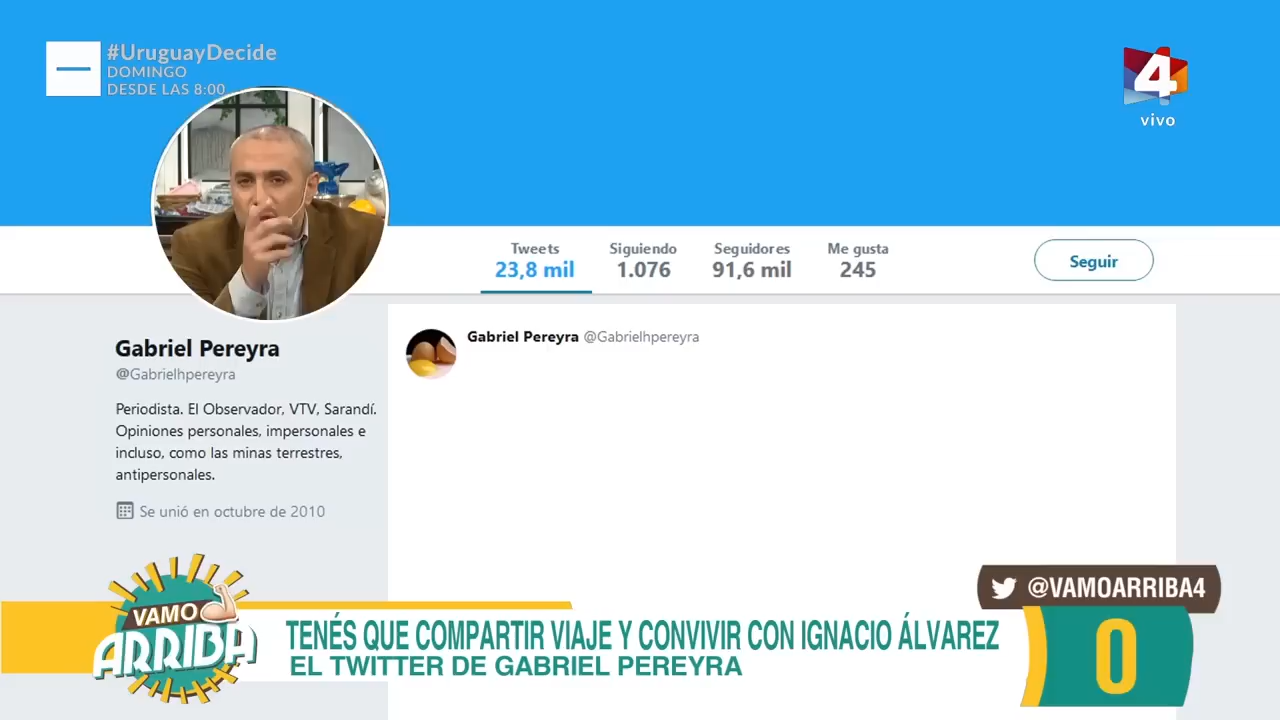 #UruguayDecide
DOMINGO
DESDE LAS 8:00
4
vivo
Tweets
23,8 mil
Siguiendo
1.076
Seguidores
91,6 mil
Me gusta
245
Seguir
Gabriel Pereyra
@Gabrielhpereyra
Periodista. El Observador, VTV, Sarandí.
Opiniones personales, impersonales e
incluso, como las minas terrestres,
antipersonales.
Se unió en octubre de 2010
Gabriel Pereyra @Gabrielhpereyra
VAMO
ARRIBA
@VAMOARRIBA4
TENÉS QUE COMPARTIR VIAJE Y CONVIVIR CON IGNACIO ÁLVAREZ
EL TWITTER DE GABRIEL PEREYRA
0